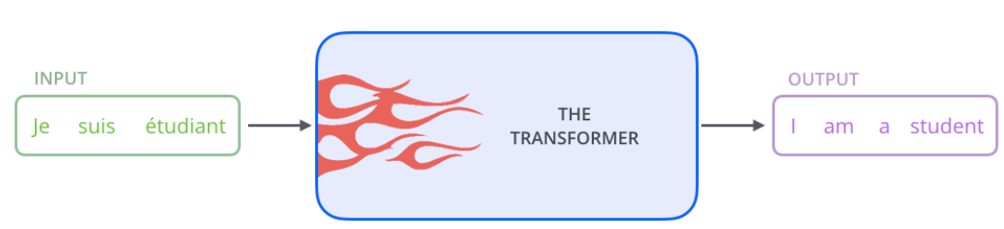 INPUT
Je suis étudiant
THE
TRANSFORMER
OUTPUT
I am a student